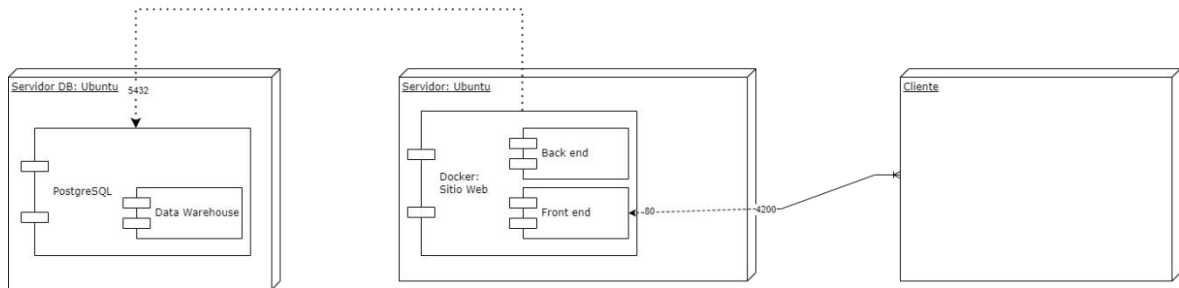 Servidor DB: Ubuntu
5432
PostgreSQL
Data Warehouse
Servidor: Ubuntu
Docker:
Sitio Web
Back end
Front end
80
4200
Cliente